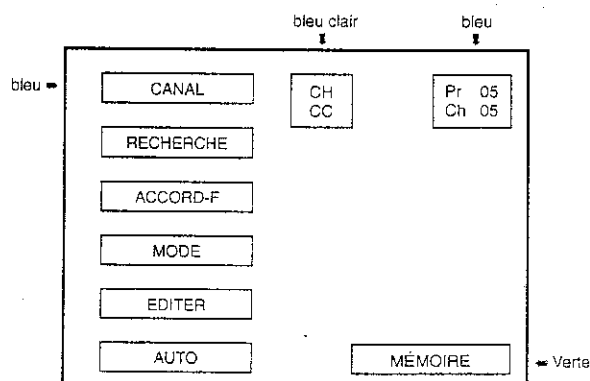 bleu clair
bleu
bleu
CANAL
CH
CC
Pr 05
Ch 05
RECHERCHE
ACCORD-F
MODE
EDITER
AUTO
MÉMOIRE
Verte